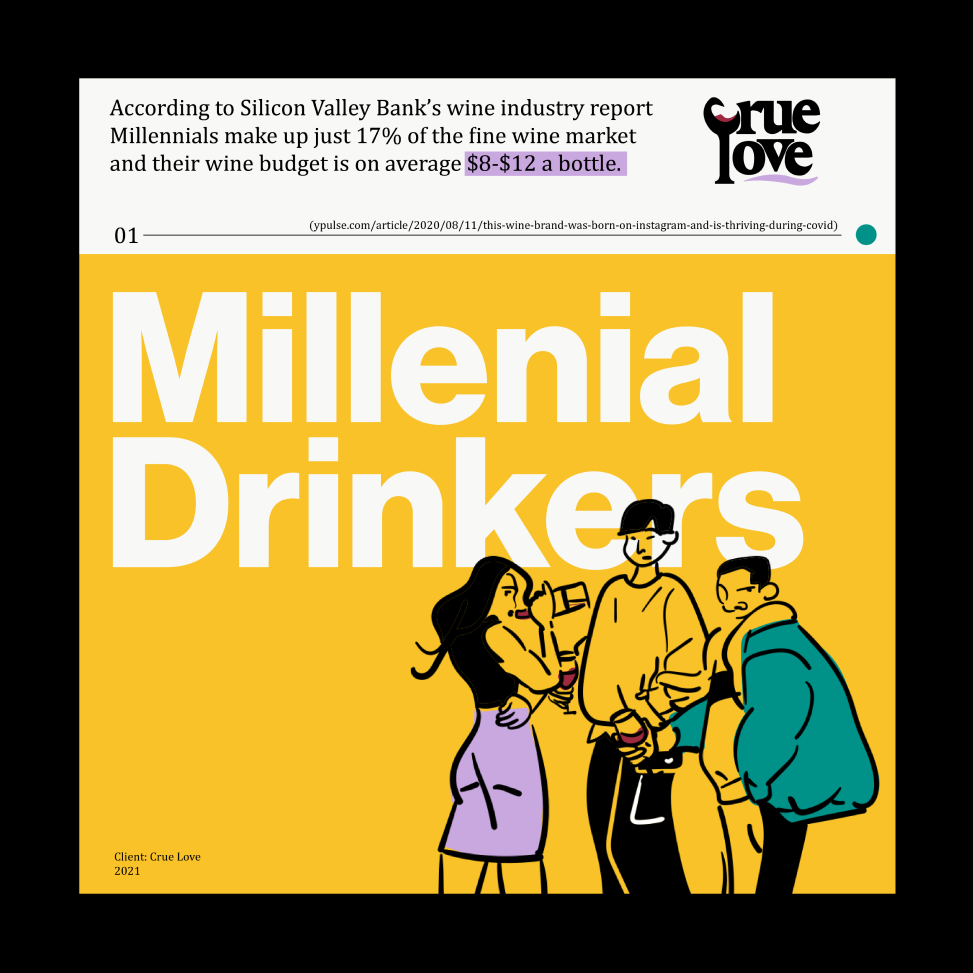 According to Silicon Valley Bank’s wine industry report
Millennials make up just 17% of the fine wine market
and their wine budget is on average $8-$12 a bottle.
crue
love
(ypulse.com/article/2020/08/11/this-wine-brand-was-born-on-instagram-and-is-thriving-during-covid)
01
Millenial
Drinkers
Client: Crue Love
2021